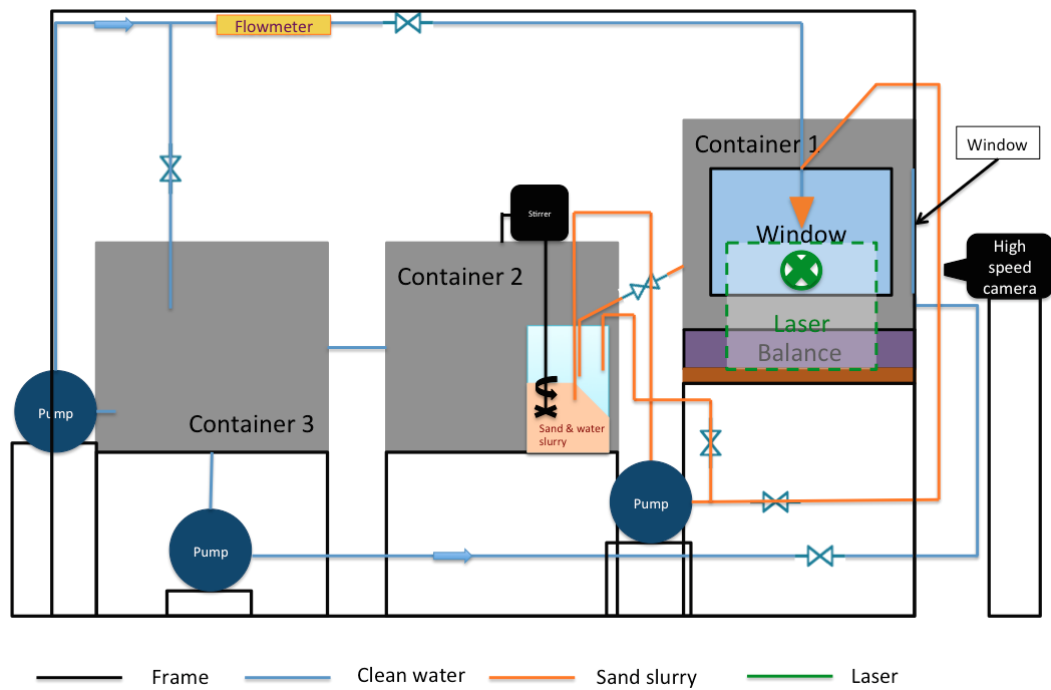 Flowmeter
Container 1
Window
Stirrer
Window
High
speed
camera
Container 2
Laser
Balance
Pump
Container 3
Sand & water
slurry
Pump
Pump
Frame
Clean water
Sand slurry
Laser